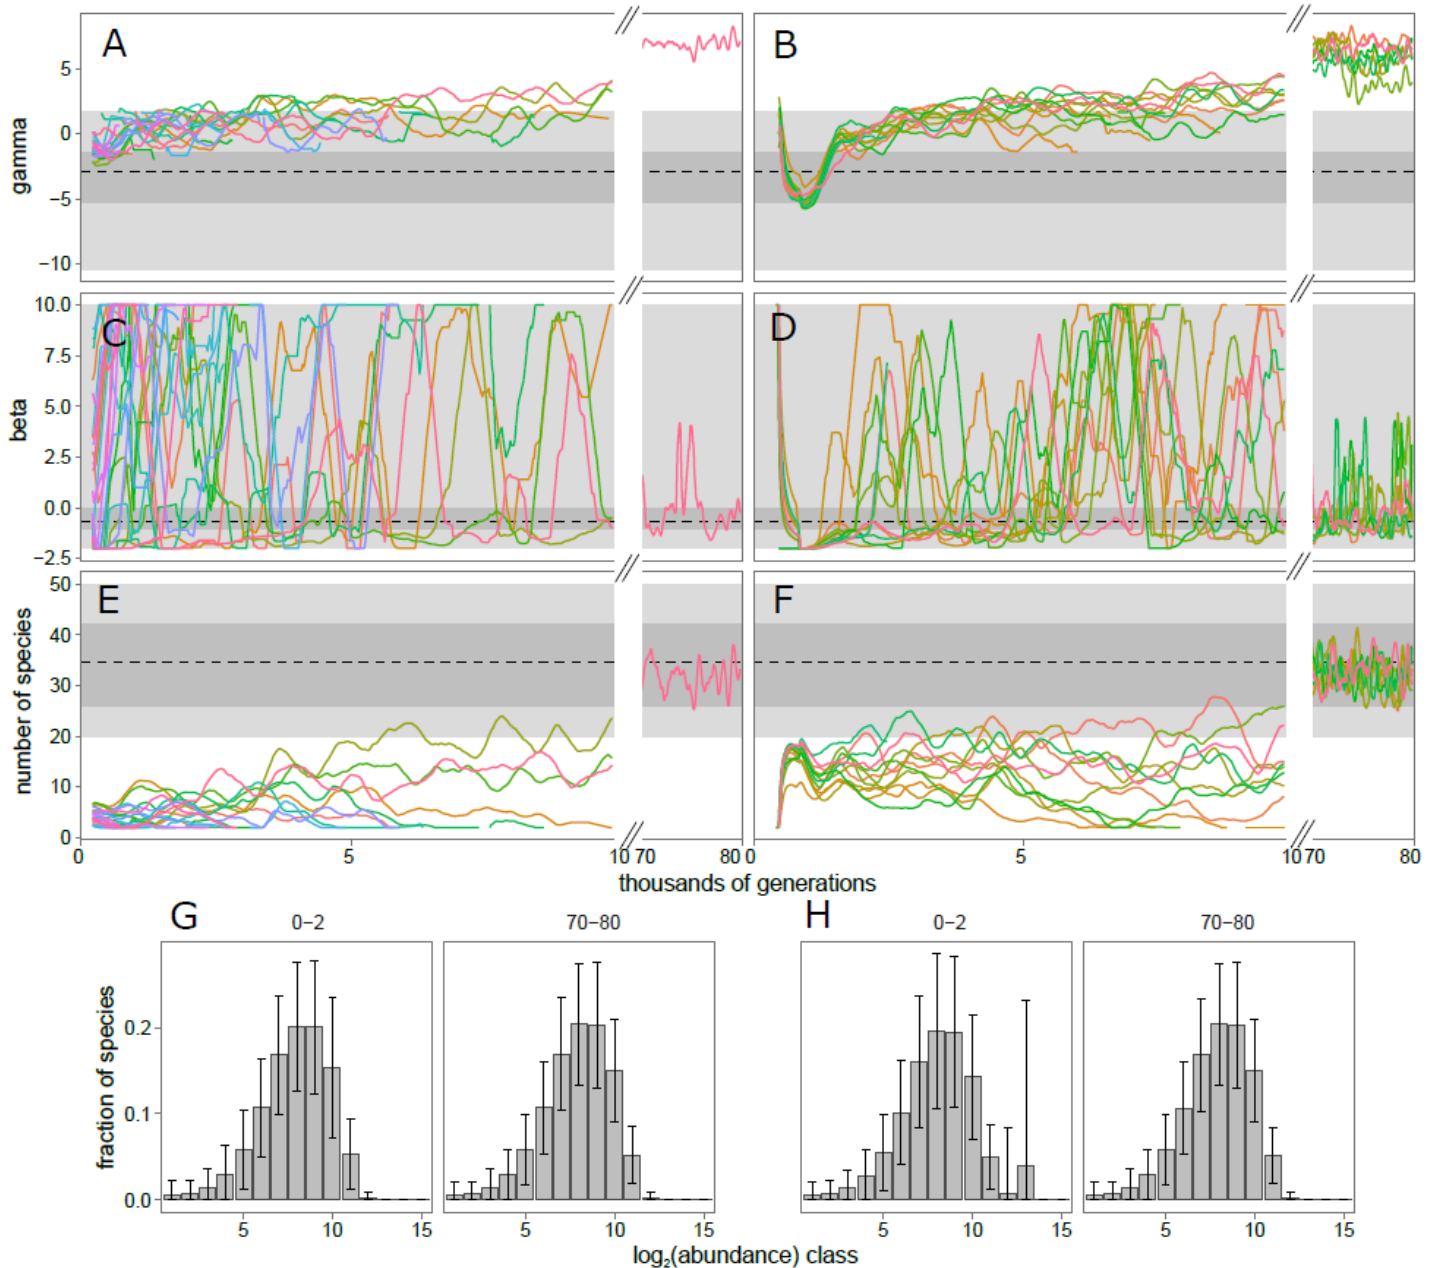 A
B
gamma
5
0
−5
−10
C
D
beta
10.0
7.5
5.0
2.5
0.0
−2.5
E
F
number of species
50
40
30
20
10
0
0 5 10 70 80 0 5 10 70 80
thousands of generations
G 0−2 70−80 H 0−2 70−80
fraction of species
0.2
0.1
0.0
5 10 15 5 10 15 5 10 15 5 10 15
log₂(abundance) class